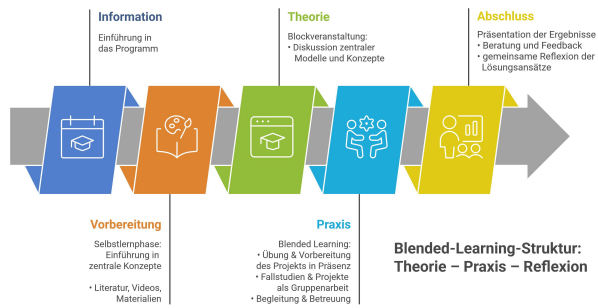 Information
Einführung in
das Programm
Theorie
Blockveranstaltung:
• Diskussion zentraler
Modelle und Konzepte
Abschluss
Präsentation der Ergebnisse
• Beratung und Feedback
• gemeinsame Reflexion der
Lösungsansätze
Vorbereitung
Selbstlernphase:
Einführung in
zentrale Konzepte
• Literatur, Videos,
Materialien
Praxis
Blended Learning:
• Übung & Vorbereitung
des Projekts in Präsenz
• Fallstudien & Projekte
als Gruppenarbeit
• Begleitung & Betreuung
Blended-Learning-Struktur:
Theorie – Praxis – Reflexion